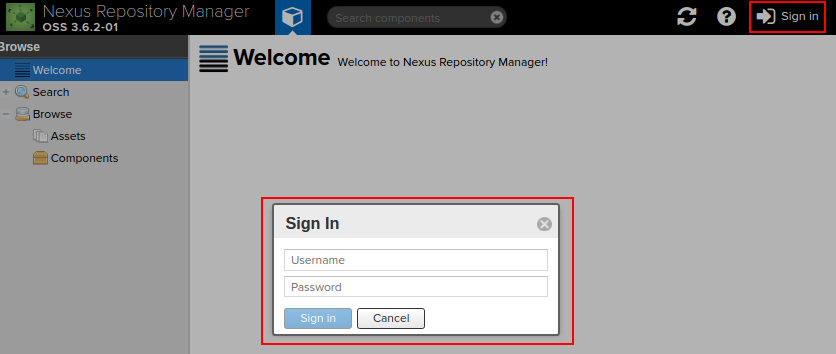 Nexus Repository Manager
OSS 3.6.2-01
Search components
Sign in
Browse
Welcome
Search
Browse
Assets
Components
Welcome Welcome to Nexus Repository Manager!
Sign In
Username
Password
Sign in Cancel